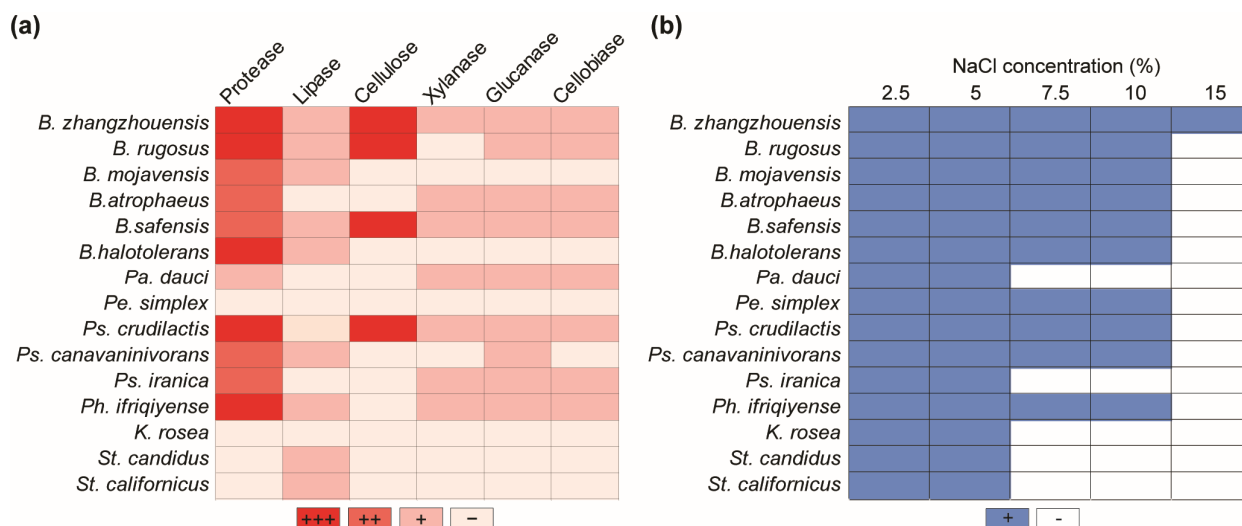 (a)
Protease Lipase Cellulose Xylanase Glucanase Cellobiase
B. zhangzhouensis
B. rugosus
B. mojavensis
B.atrophaeus
B.safensis
B.halotolerans
Pa. dauci
Pe. simplex
Ps. crudilactis
Ps. canavaninivorans
Ps. iranica
Ph. ifriqiyense
K. rosea
St. candidus
St. californicus
+++ ++ + −
(b)
NaCl concentration (%)
2.5 5 7.5 10 15
B. zhangzhouensis
B. rugosus
B. mojavensis
B.atrophaeus
B.safensis
B.halotolerans
Pa. dauci
Pe. simplex
Ps. crudilactis
Ps. canavaninivorans
Ps. iranica
Ph. ifriqiyense
K. rosea
St. candidus
St. californicus
+ -